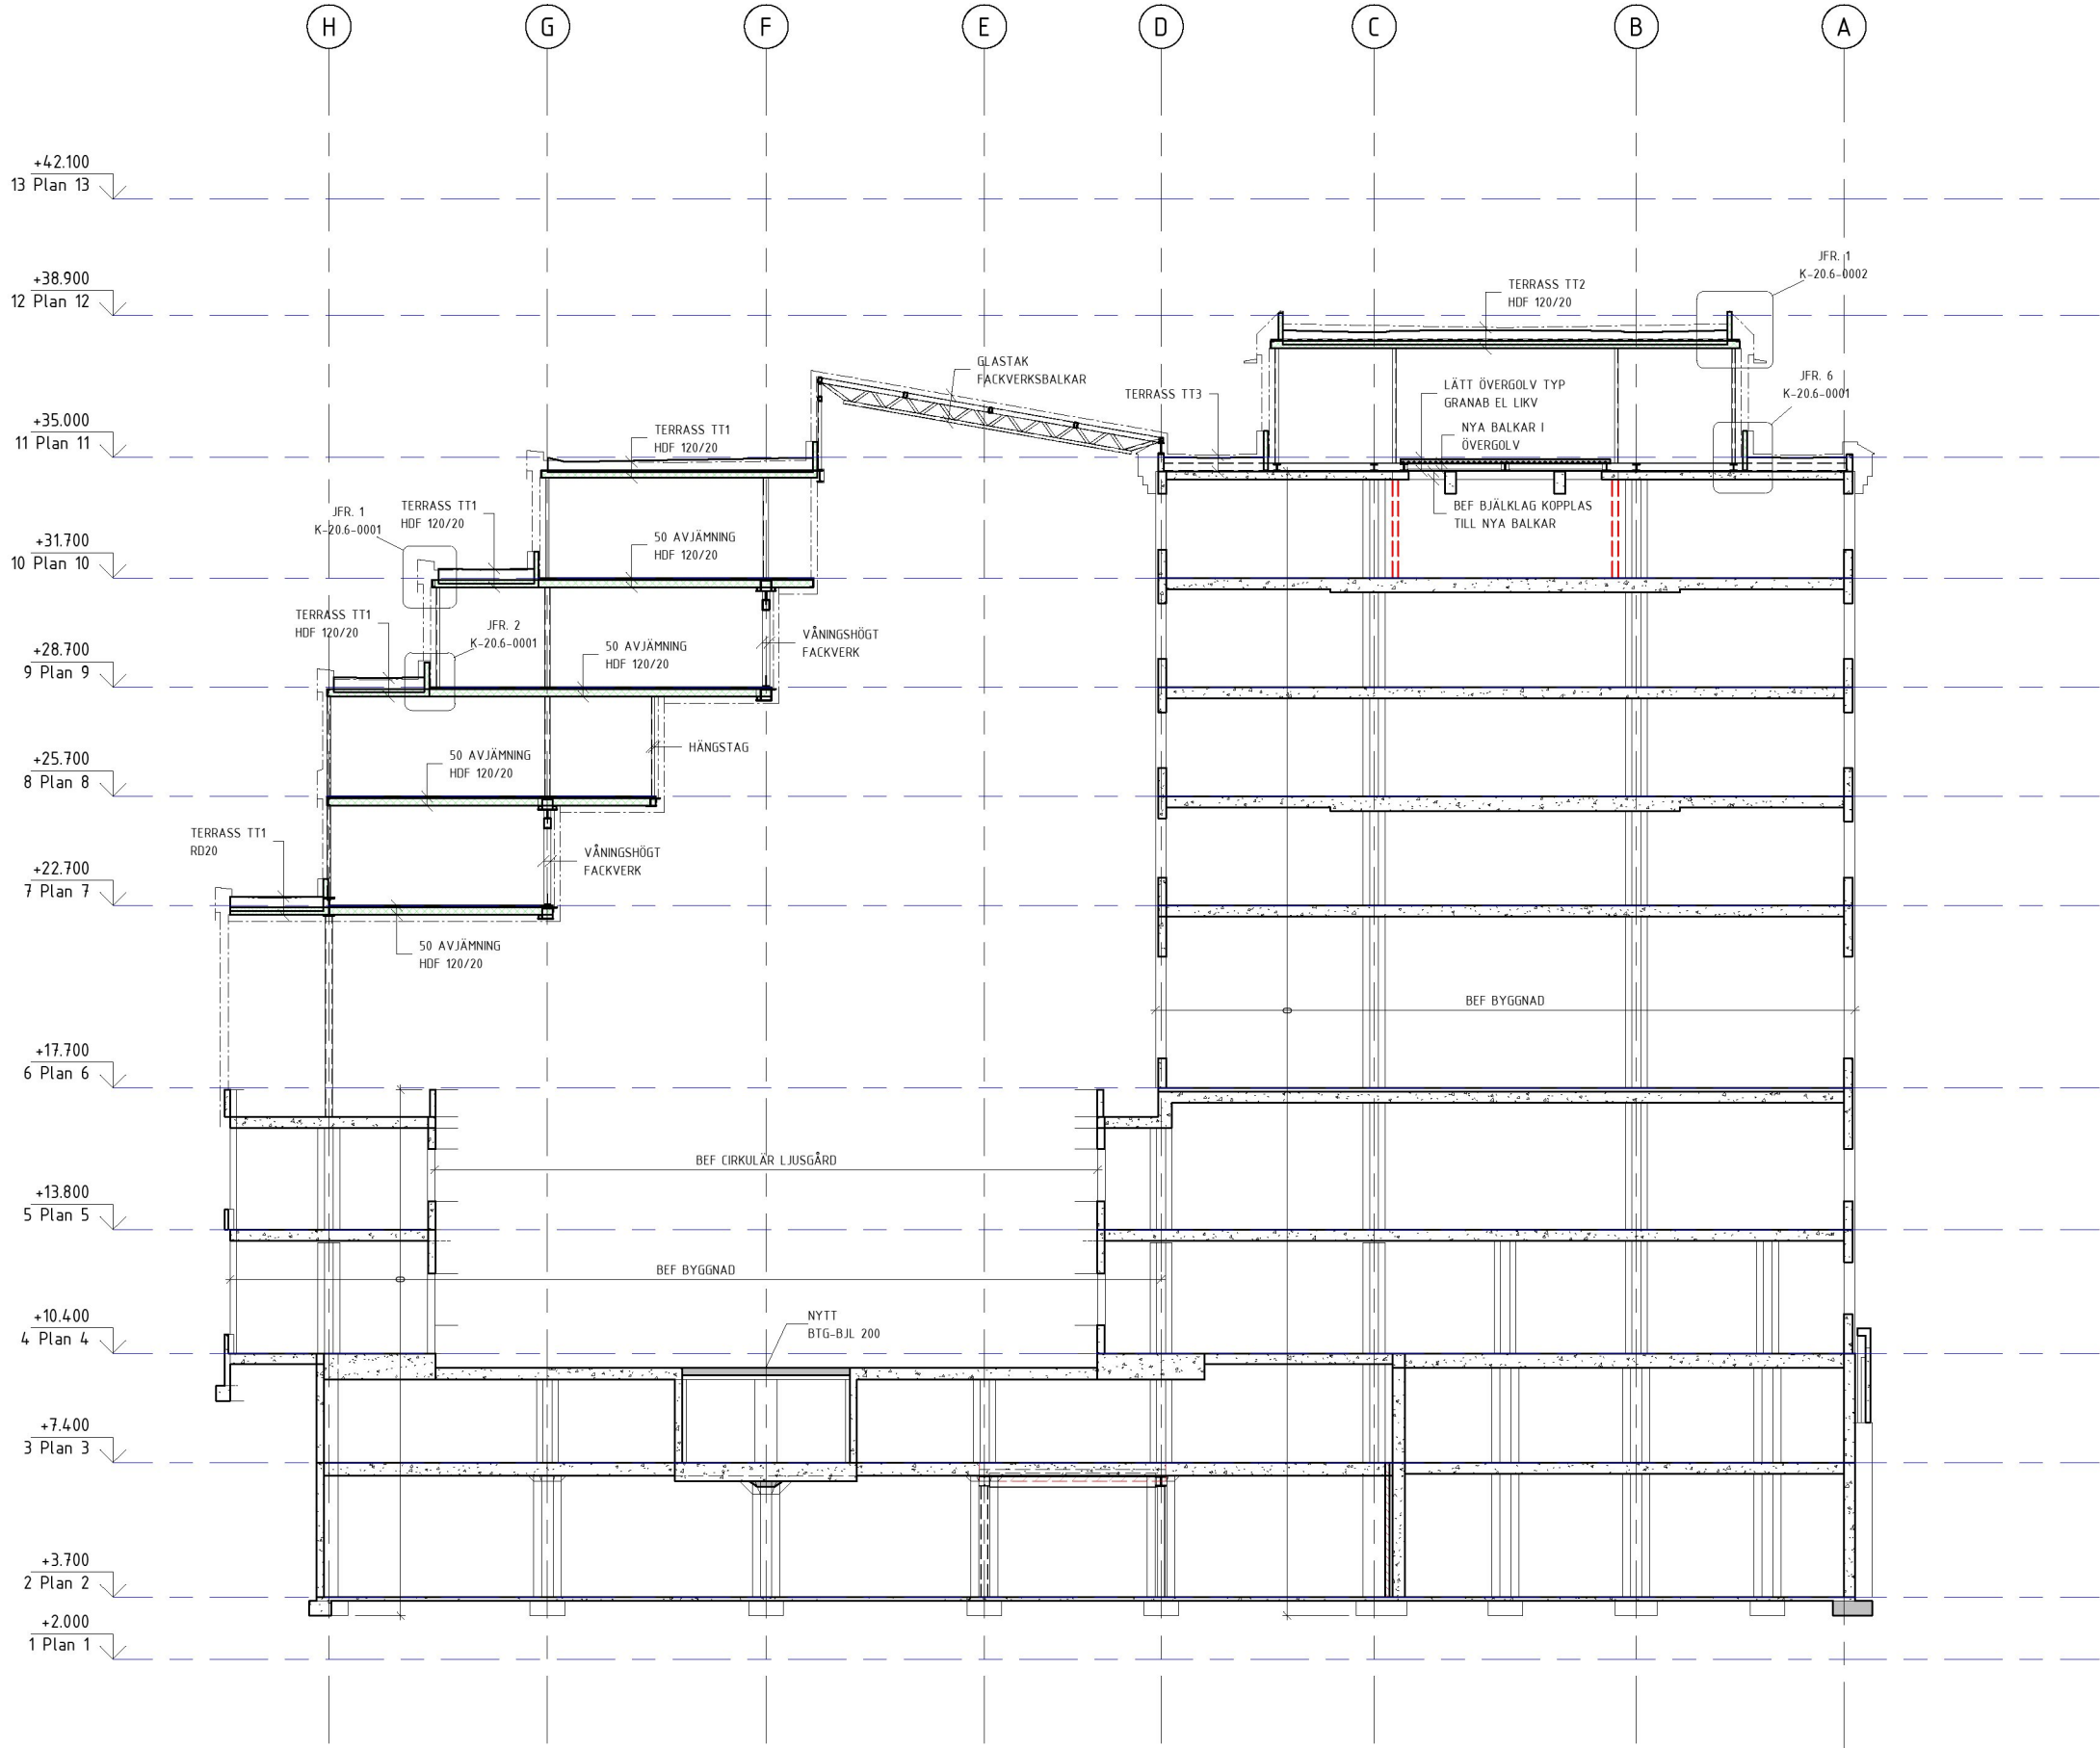 H G F E D C B A
+42.100
13 Plan 13
JFR. 1
K-20.6-0002
+38.900
12 Plan 12
TERRASS TT2
HDF 120/20
GLASTAK
FACKVERKSBALKAR
TERRASS TT3
LÄTT ÖVERGOLV TYP
GRANAB EL LIKV
JFR. 6
K-20.6-0001
+35.000
11 Plan 11
TERRASS TT1
HDF 120/20
NYA BALKAR I
ÖVERGOLV
BEF BJÄLKLAG KOPPLAS
TILL NYA BALKAR
JFR. 1
K-20.6-0001
TERRASS TT1
HDF 120/20
+31.700
10 Plan 10
50 AVJÄMNING
HDF 120/20
TERRASS TT1
HDF 120/20
JFR. 2
K-20.6-0001
VÅNINGSHÖGT
FACKVERK
+28.700
9 Plan 9
50 AVJÄMNING
HDF 120/20
HÄNGSTAG
+25.700
8 Plan 8
50 AVJÄMNING
HDF 120/20
TERRASS TT1
RD20
VÅNINGSHÖGT
FACKVERK
+22.700
7 Plan 7
50 AVJÄMNING
HDF 120/20
BEF BYGGNAD
+17.700
6 Plan 6
BEF CIRKULÄR LJUSGÅRD
+13.800
5 Plan 5
BEF BYGGNAD
+10.400
4 Plan 4
NYTT
BTG-BJL 200
+7.400
3 Plan 3
+3.700
2 Plan 2
+2.000
1 Plan 1